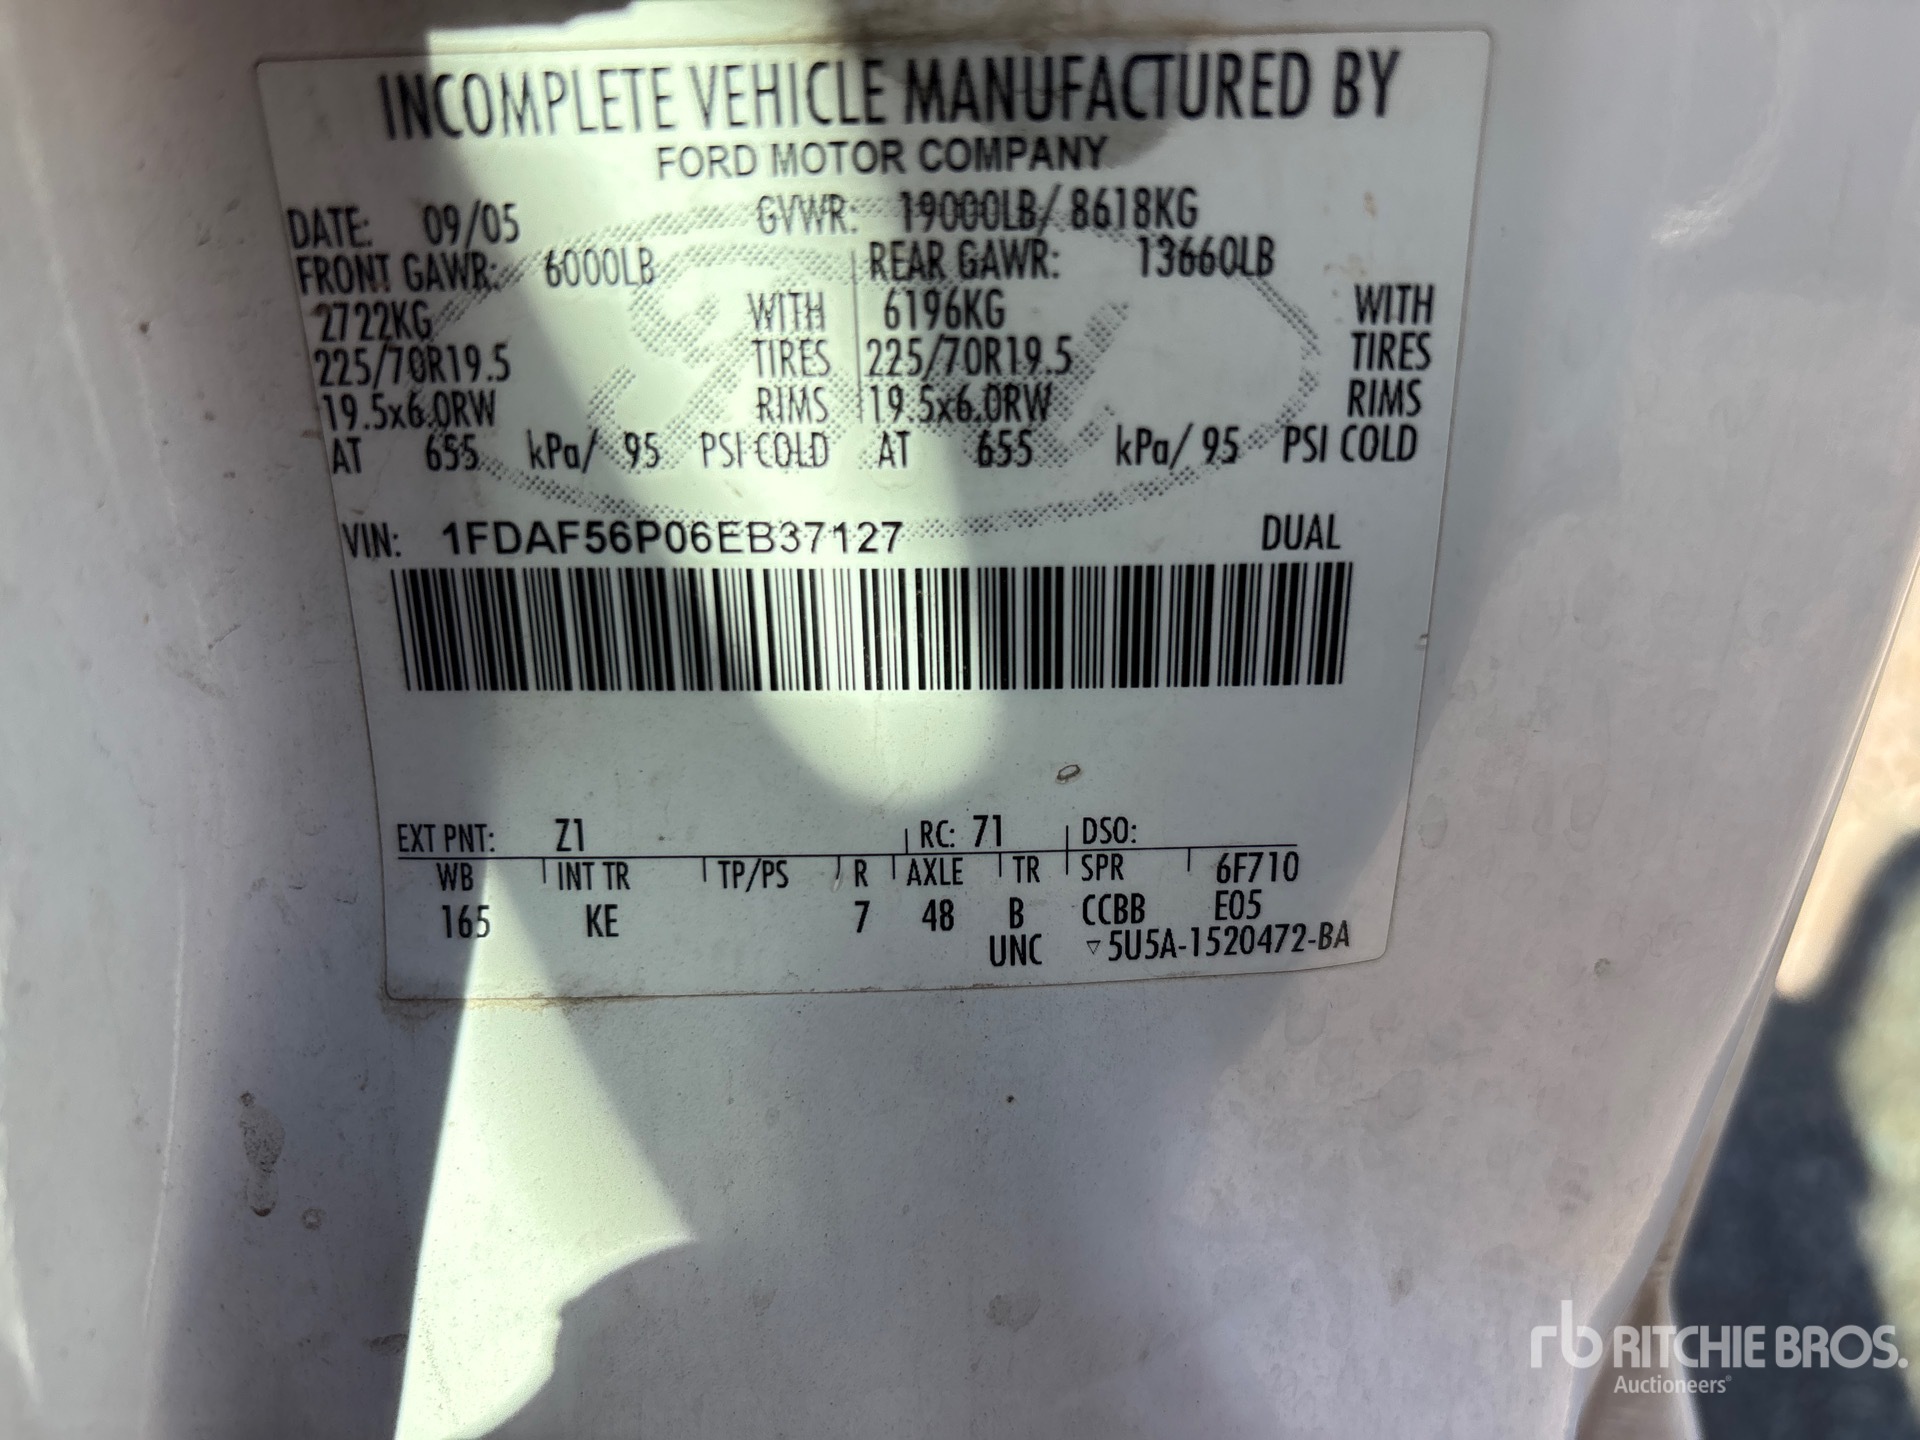 INCOMPLETE VEHICLE MANUFACTURED BY
FORD MOTOR COMPANY
DATE: 09/05 GVWR: 19000LB/ 8618KG
FRONT GAWR: 6000LB REAR GAWR: 13660LB
2722KG WITH 6196KG WITH
225/70R19.5 TIRES 225/70R19.5 TIRES
19.5x6.0RW RIMS 19.5x6.0RW RIMS
AT 655 kPa/ 95 PSI COLD AT 655 kPa/ 95 PSI COLD
VIN: 1FDAF56P06EB37127 DUAL
EXT PNT: Z1 RC: 71 DSO:
WB INT TR TP/PS R AXLE TR SPR 6F710
165 KE 7 48 B CCBB E05
UNC ▽5U5A-1520472-BA
rb RITCHIE BROS.
Auctioneers®